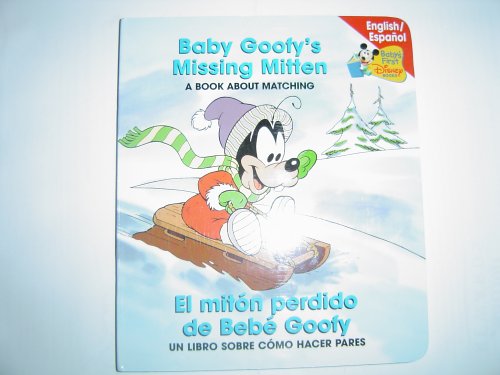 English/
Español
Baby's
First
Disney
BOOKS
Baby Goofy's
Missing Mitten
A BOOK ABOUT MATCHING
El mitón perdido
de Bebé Goofy
UN LIBRO SOBRE CÓMO HACER PARES